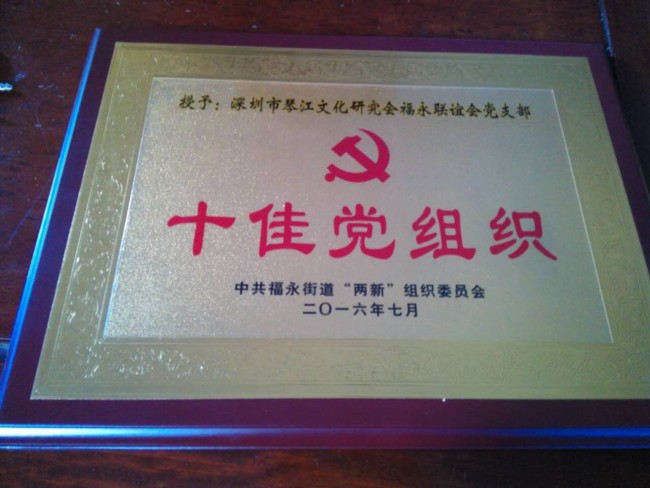 授予：深圳市琴江文化研究会福永联谊会党支部
十佳党组织
中共福永街道“两新”组织委员会
二〇一六年七月